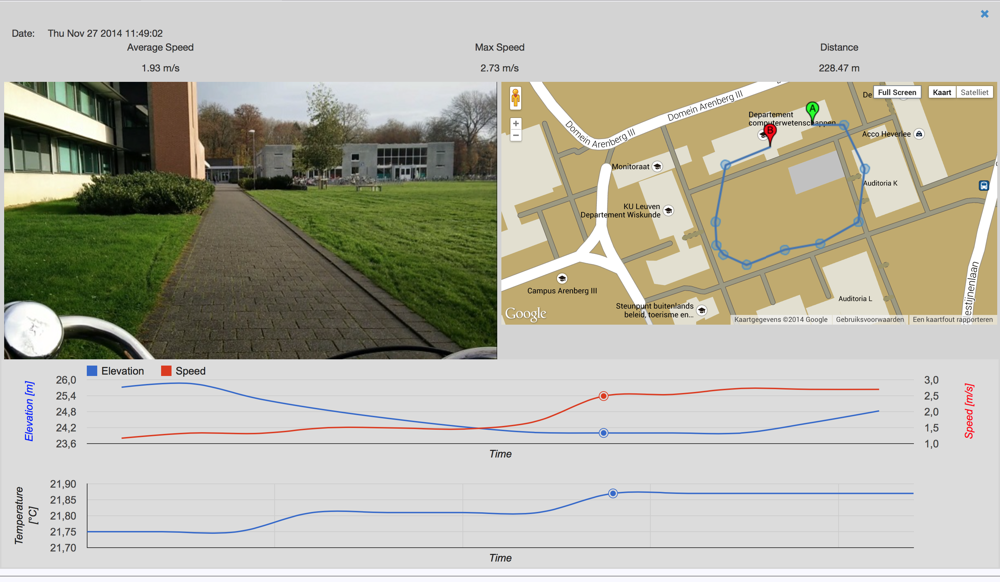 Date: Thu Nov 27 2014 11:49:02
Average Speed
Max Speed
Distance
1.93 m/s
2.73 m/s
228.47 m
De
Full Screen
Kaart
Satelliet
Domein Arenberg III
Domein Arenberg III
Departement
computerwetenschappen
A
B
Acco Heverlee
Monitoraat
Auditoria K
KU Leuven
Departement Wiskunde
Campus Arenberg III
Auditoria L
Steunpunt buitenlands
beleid, toerisme en...
estijnenlaan
Google
Kaartgegevens ©2014 Google
Gebruiksvoorwaarden
Een kaartfout rapporteren
Elevation
Speed
Elevation [m]
26,0
25,4
24,8
24,2
23,6
3,0
2,5
2,0
1,5
1,0
Speed [m/s]
Time
Temperature
[°C]
21,90
21,85
21,80
21,75
21,70
Time